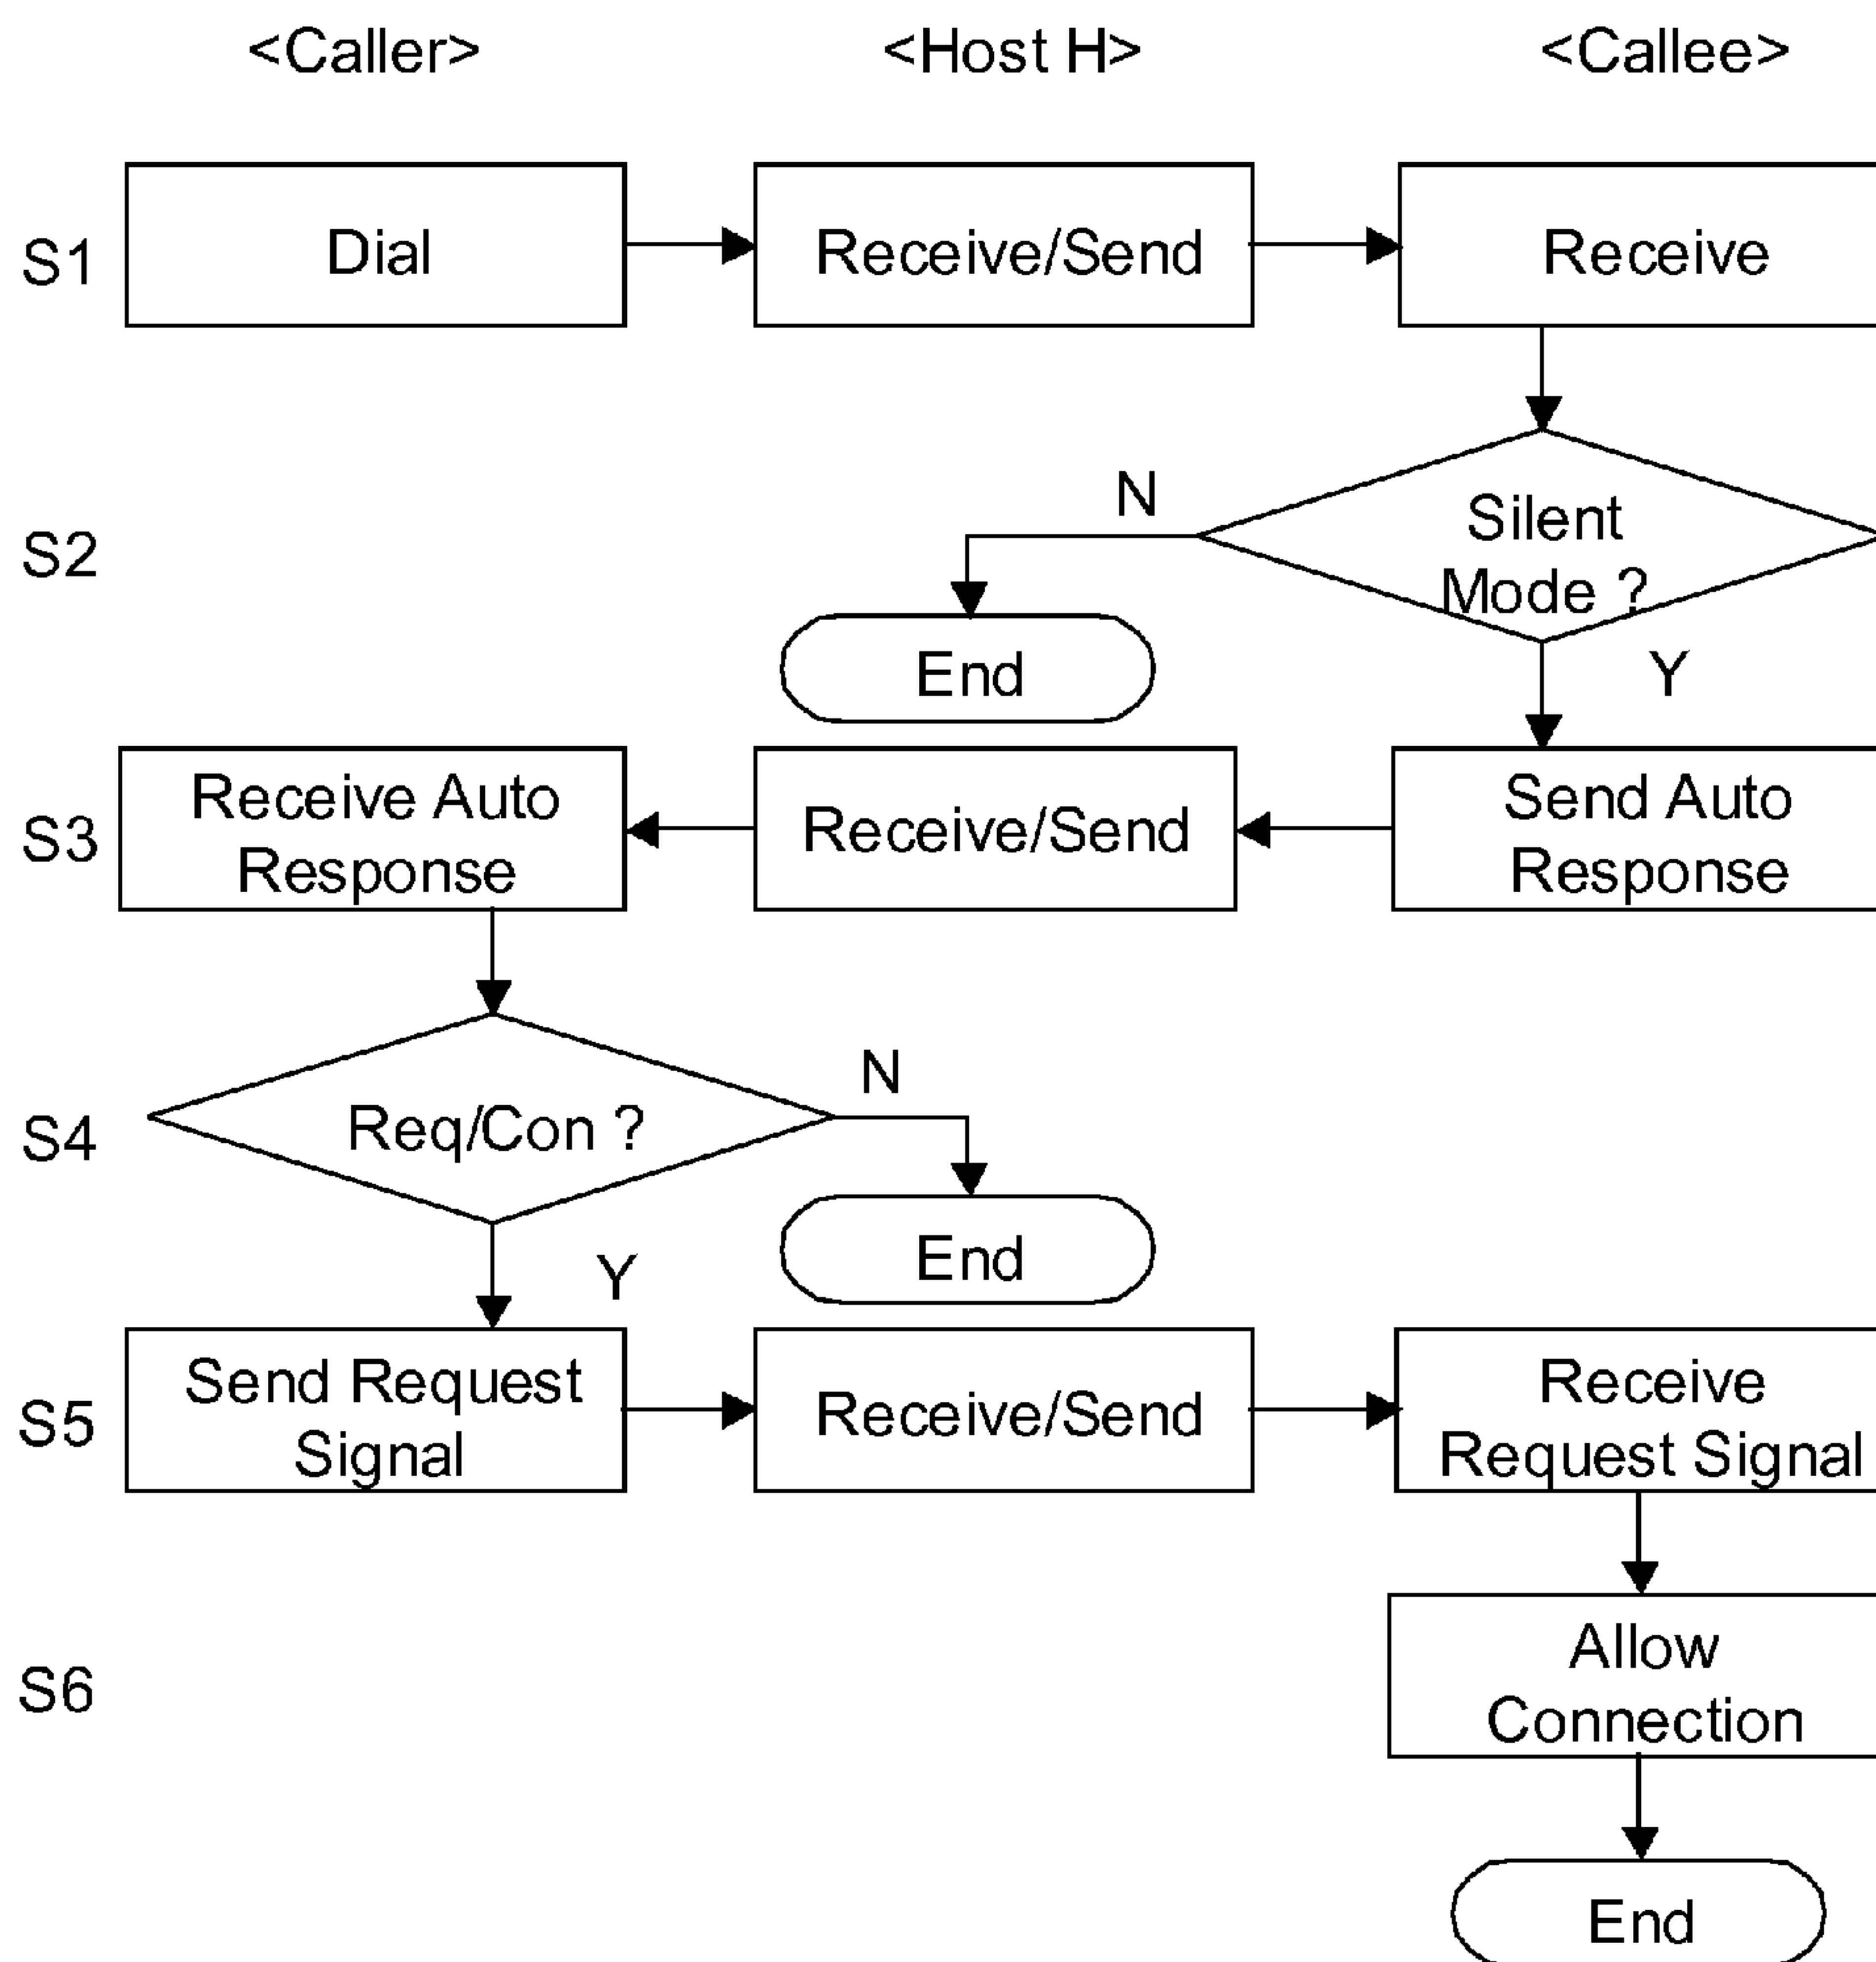 <Caller> <Host H> <Callee>
S1 Dial Receive/Send Receive
S2
N
Silent
Mode ?
End
Y
S3
Receive Auto
Response
Receive/Send
Send Auto
Response
S4
Req/Con ?
N
End
Y
S5
Send Request
Signal
Receive/Send
Receive
Request Signal
S6
Allow
Connection
End